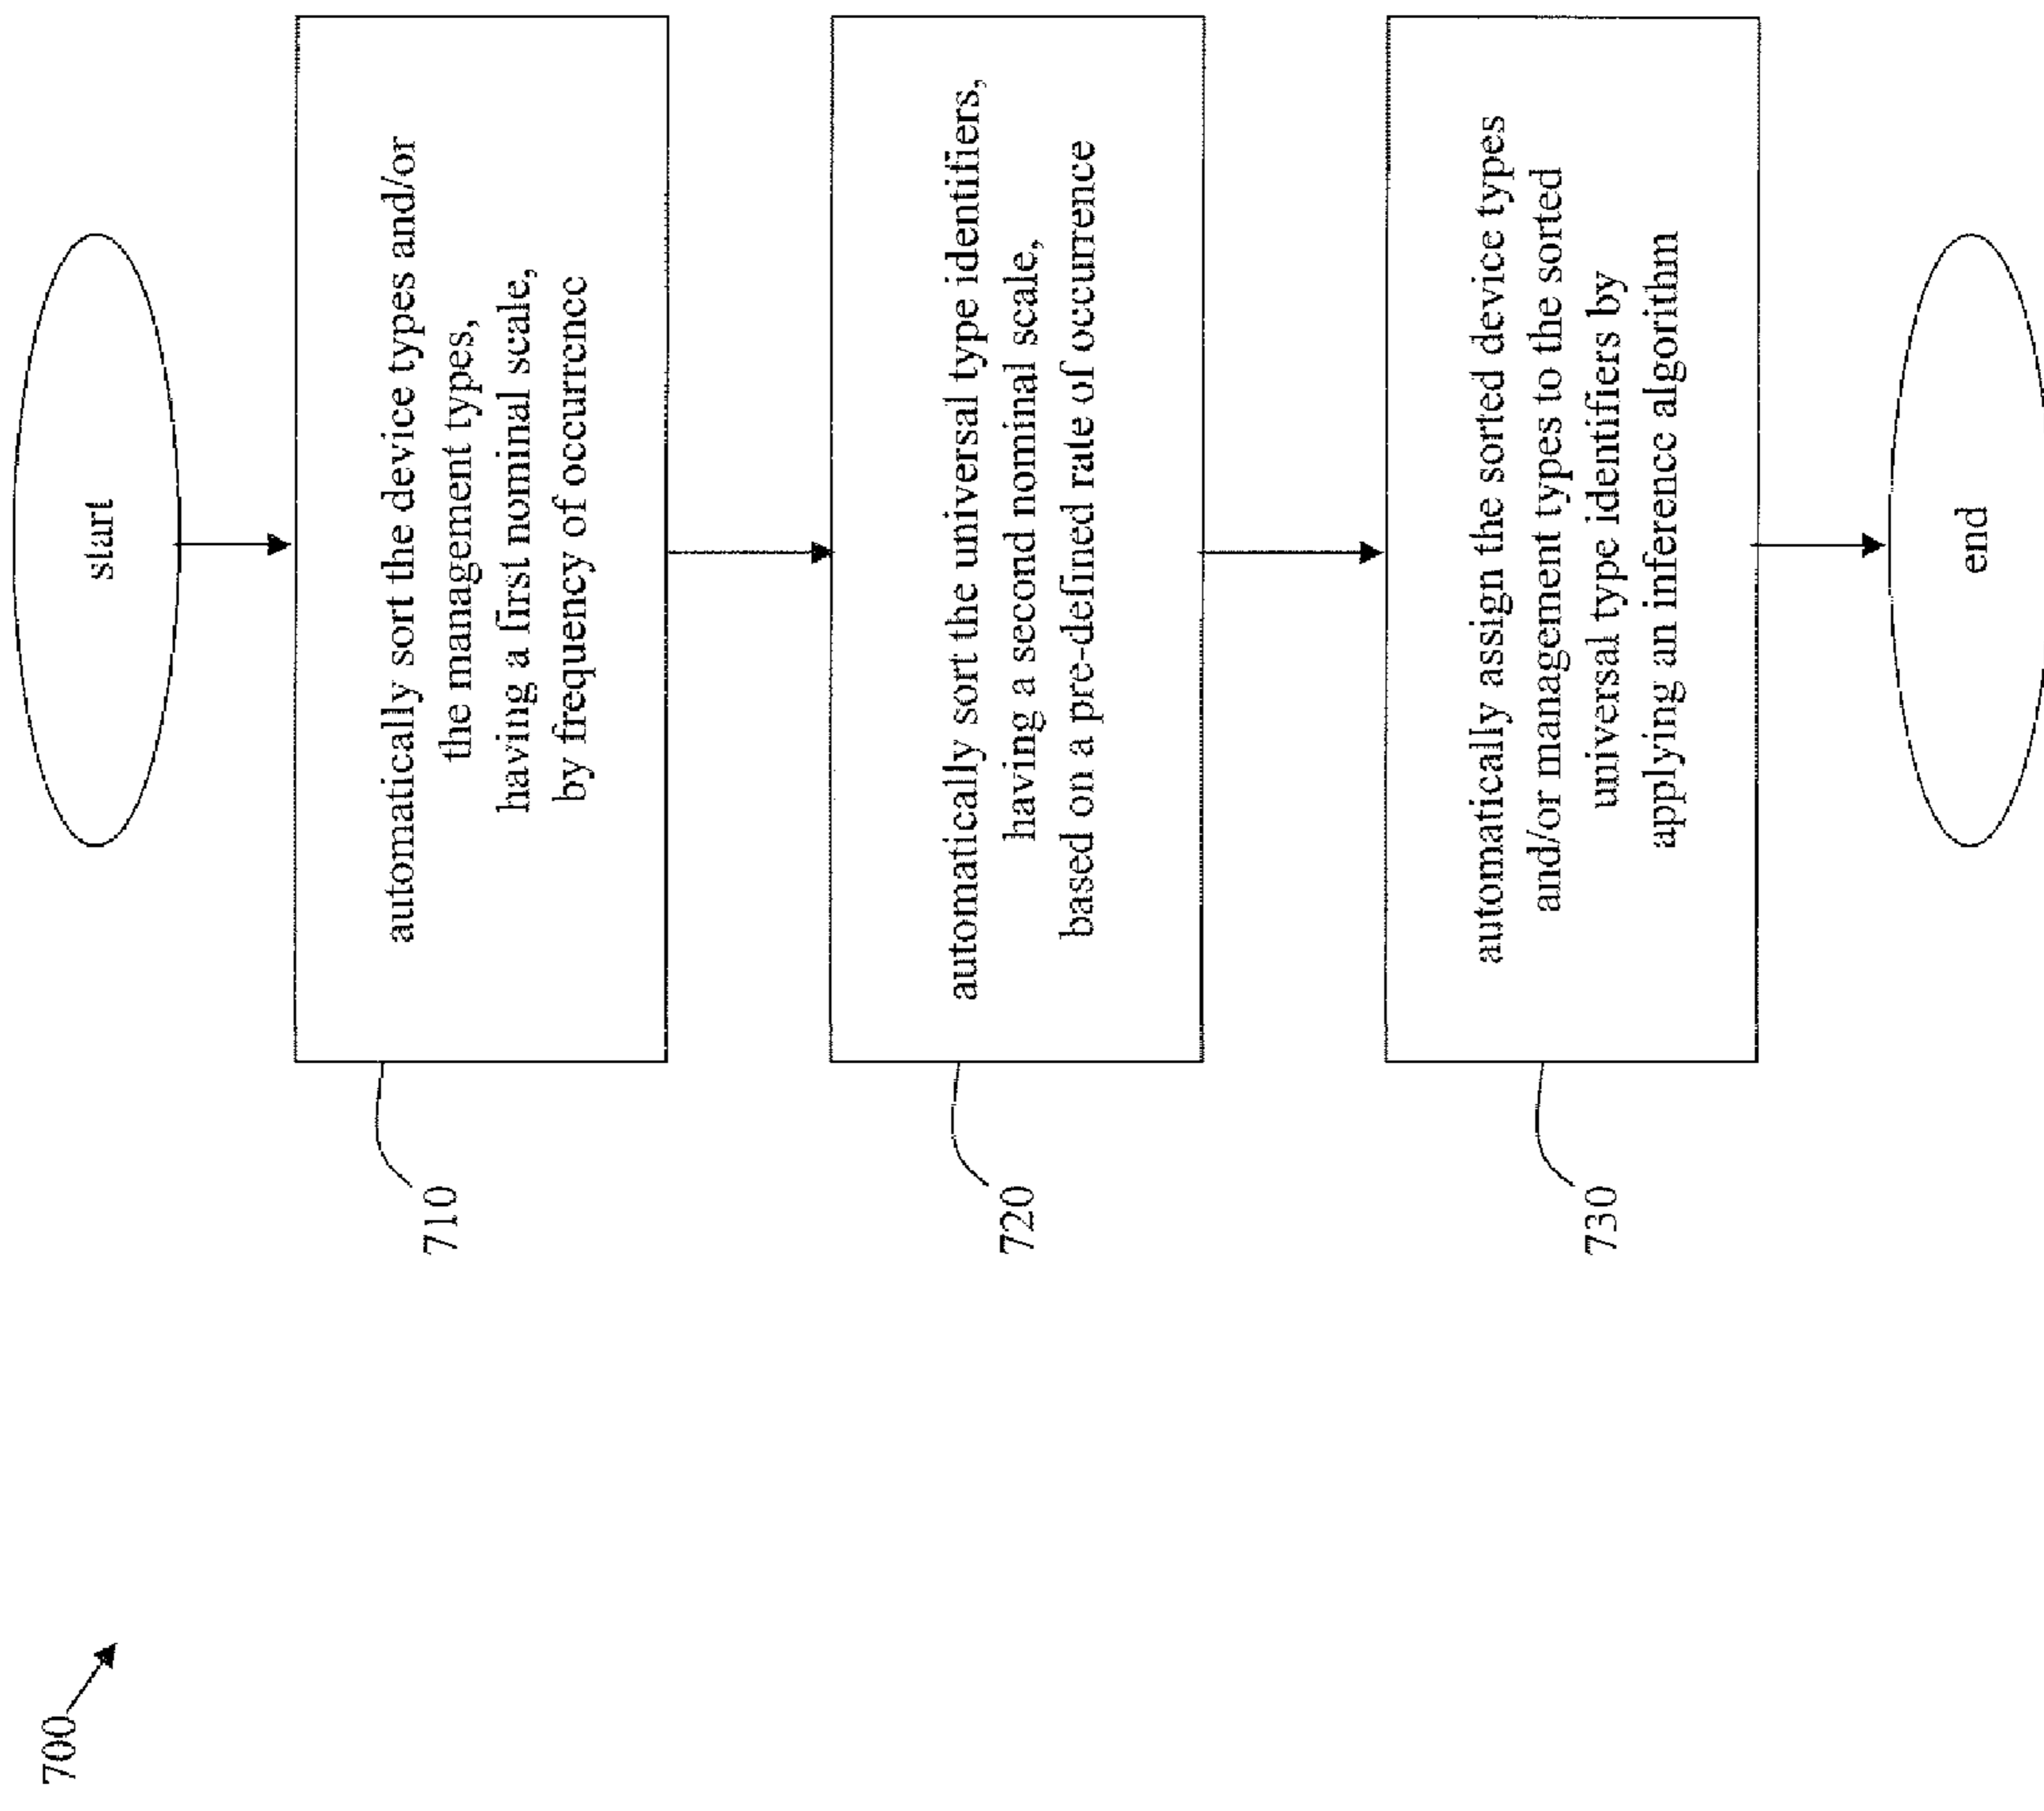 700
start
automatically sort the device types and/or
the management types,
having a first nominal scale,
by frequency of occurrence
710
automatically sort the universal type identifiers,
having a second nominal scale,
based on a pre-defined rate of occurrence
720
automatically assign the sorted device types
and/or management types to the sorted
universal type identifiers by
applying an inference algorithm
730
end